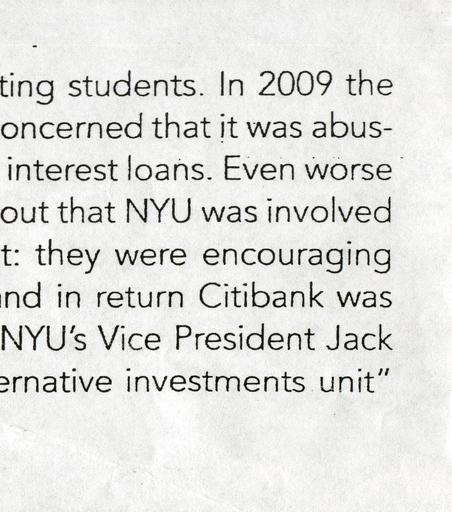 ting students. In 2009 the
oncerned that it was abus-
interest loans. Even worse
out that NYU was involved
t: they were encouraging
nd in return Citibank was
NYU's Vice President Jack
ernative investments unit"